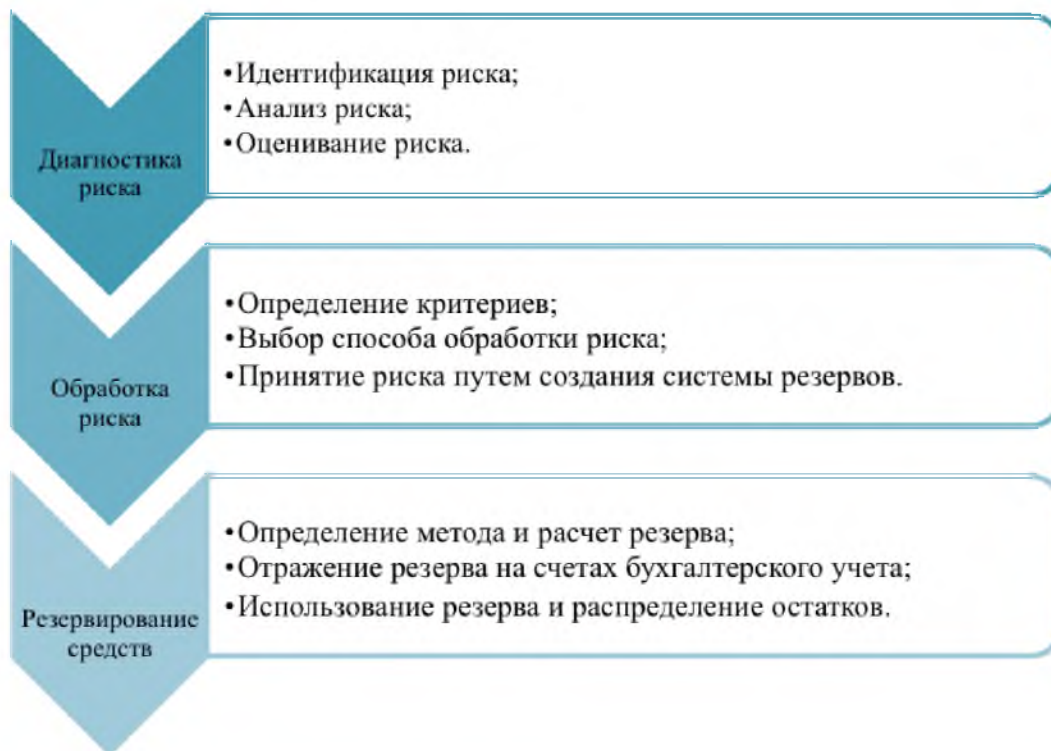 Диагностика
риска
•Идентификация риска;
•Анализ риска;
•Оценивание риска.
Обработка
риска
•Определение критериев;
•Выбор способа обработки риска;
•Принятие риска путем создания системы резервов.
Резервирование
средств
•Определение метода и расчет резерва;
•Отражение резерва на счетах бухгалтерского учета;
•Использование резерва и распределение остатков.